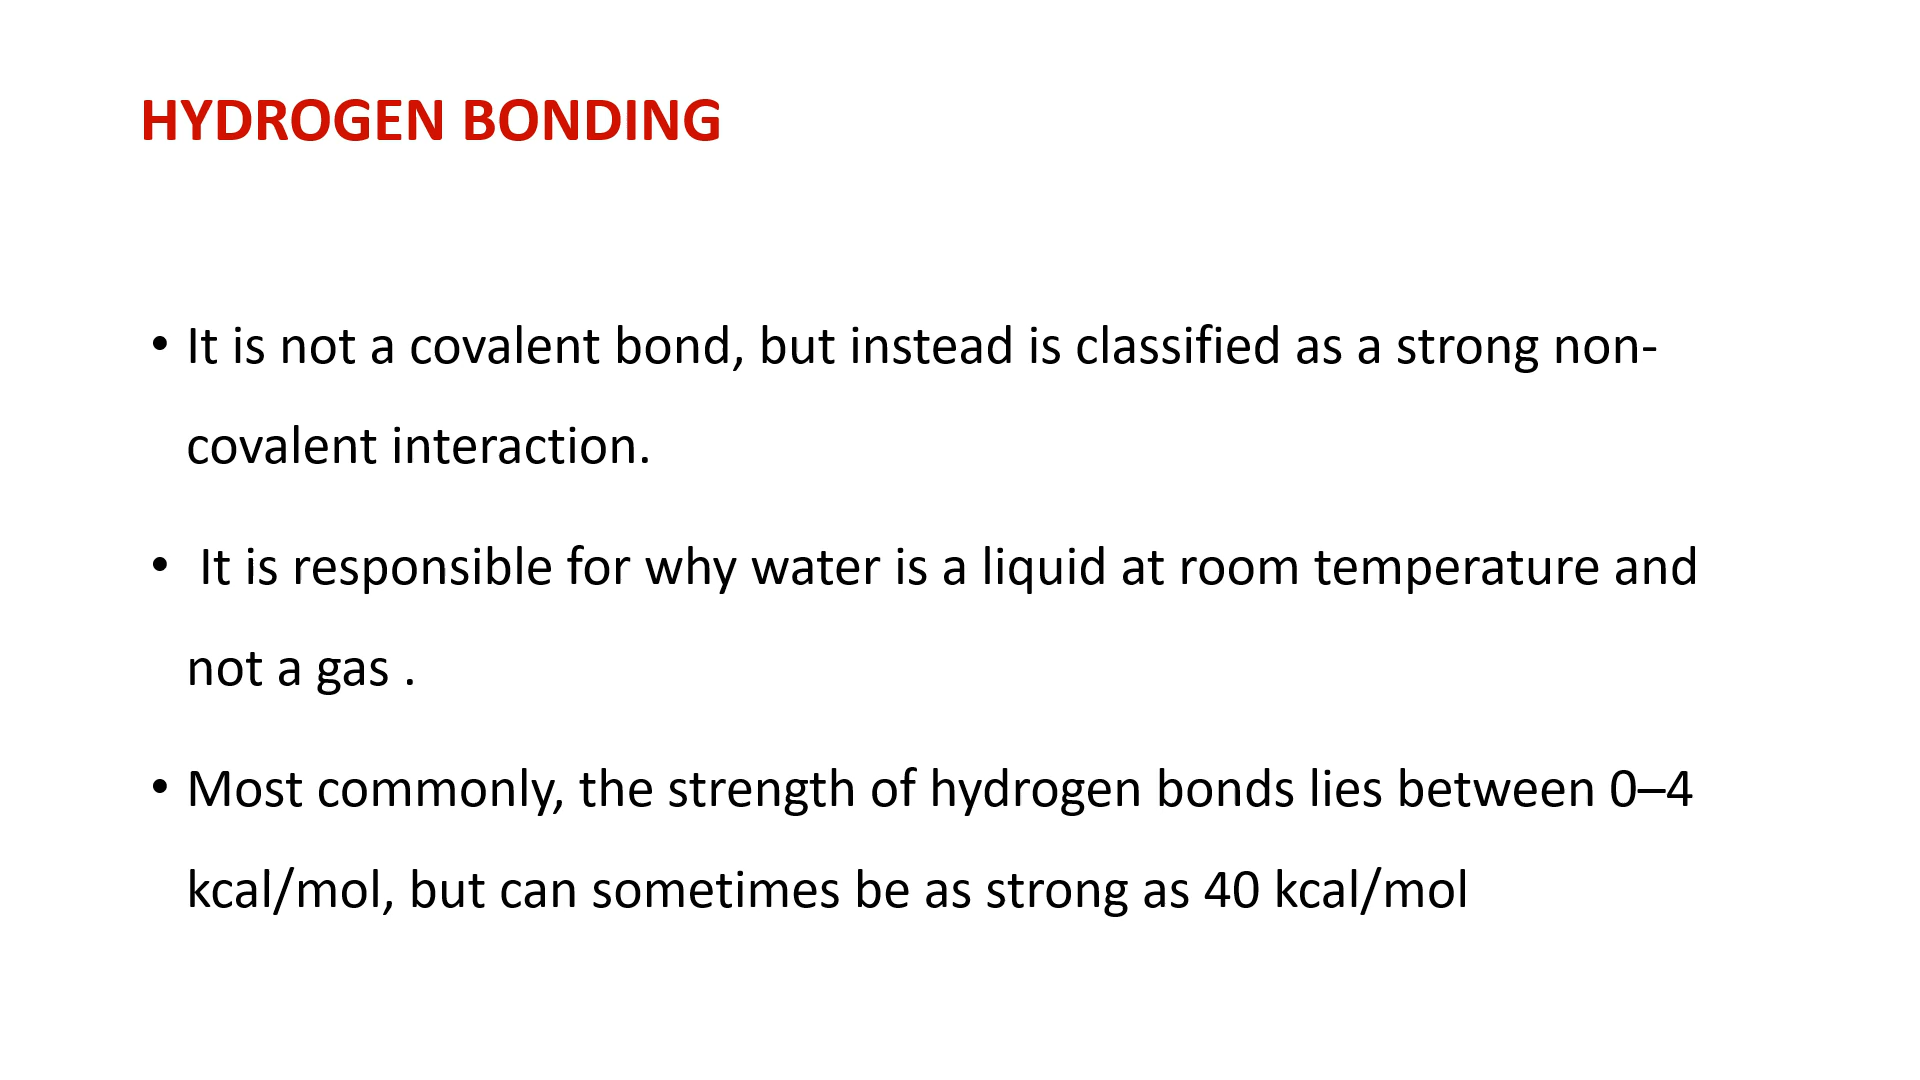 HYDROGEN BONDING
• It is not a covalent bond, but instead is classified as a strong non-
covalent interaction.
• It is responsible for why water is a liquid at room temperature and
not a gas .
• Most commonly, the strength of hydrogen bonds lies between 0–4
kcal/mol, but can sometimes be as strong as 40 kcal/mol